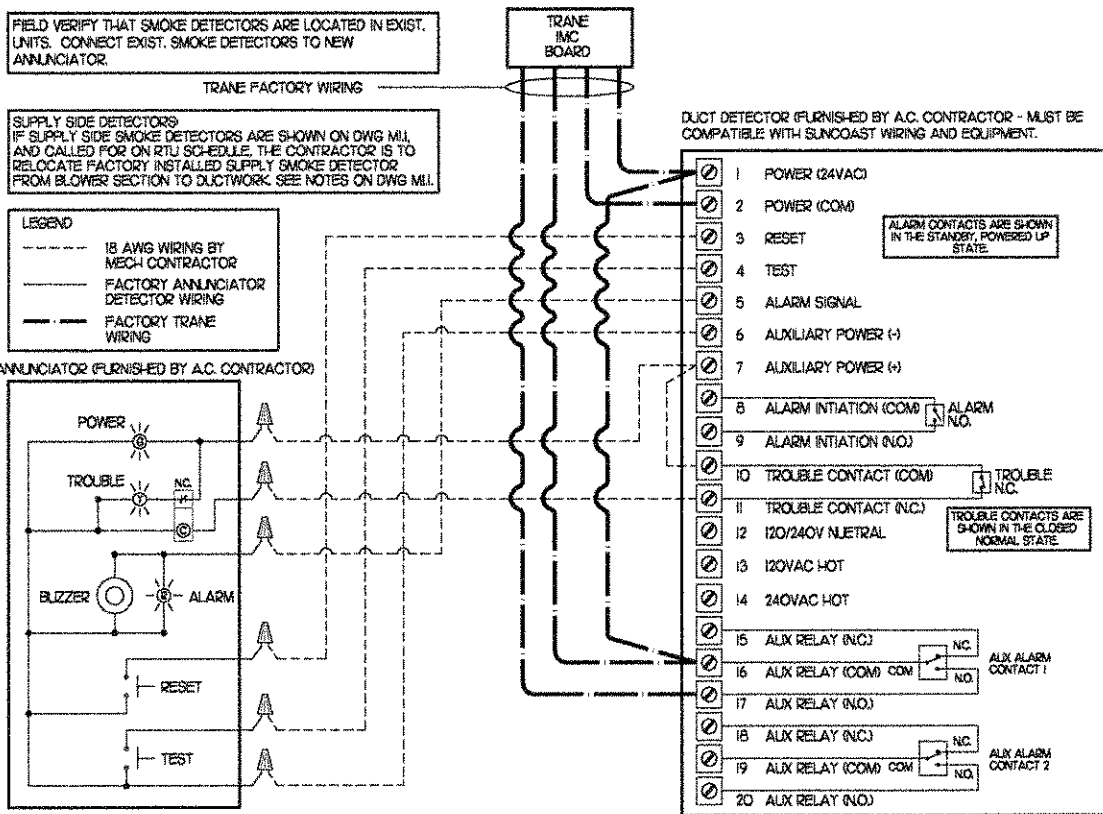 FIELD VERIFY THAT SMOKE DETECTORS ARE LOCATED IN EXIST.
UNITS. CONNECT EXIST. SMOKE DETECTORS TO NEW
ANNUNCIATOR.
TRANE
IMC
BOARD
TRANE FACTORY WIRING
SUPPLY SIDE DETECTORS
IF SUPPLY SIDE SMOKE DETECTORS ARE SHOWN ON DWG M1.1,
AND CALLED FOR ON RTU SCHEDULE, THE CONTRACTOR IS TO
RELOCATE FACTORY INSTALLED SUPPLY SMOKE DETECTOR
FROM BLOWER SECTION TO DUCTWORK. SEE NOTES ON DWG M1.1.
LEGEND
18 AWG WIRING BY
MECH CONTRACTOR
FACTORY ANNUNCIATOR
DETECTOR WIRING
FACTORY TRANE
WIRING
ANNUNCIATOR (FURNISHED BY A.C. CONTRACTOR)
POWER
G
TROUBLE
Y
N.C.
C
BUZZER
R
ALARM
RESET
TEST
DUCT DETECTOR (FURNISHED BY A.C. CONTRACTOR - MUST BE
COMPATIBLE WITH SUNCOAST WIRING AND EQUIPMENT.
1 POWER (24VAC)
2 POWER (COM)
3 RESET
ALARM CONTACTS ARE SHOWN
IN THE STANDBY, POWERED UP
STATE.
4 TEST
5 ALARM SIGNAL
6 AUXILIARY POWER (-)
7 AUXILIARY POWER (+)
8 ALARM INTIATION (COM)
ALARM
N.O.
9 ALARM INTIATION (N.O.)
10 TROUBLE CONTACT (COM)
TROUBLE
N.C.
11 TROUBLE CONTACT (N.C.)
TROUBLE CONTACTS ARE
SHOWN IN THE CLOSED
NORMAL STATE.
12 120/240V NUETRAL
13 120VAC HOT
14 240VAC HOT
15 AUX RELAY (N.C.)
N.C.
16 AUX RELAY (COM) COM
N.O.
AUX ALARM
CONTACT 1
17 AUX RELAY (N.O.)
18 AUX RELAY (N.C.)
N.C.
19 AUX RELAY (COM) COM
N.O.
AUX ALARM
CONTACT 2
20 AUX RELAY (N.O.)